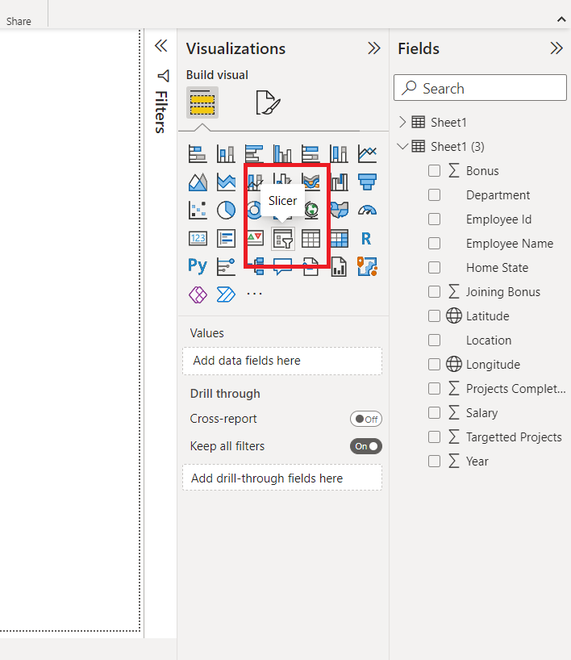 Share
Filters
Visualizations
Build visual
Slicer
123
R
Py
...
Values
Add data fields here
Drill through
Cross-report
Off
Keep all filters
On
Add drill-through fields here
Fields
Search
Sheet1
Sheet1 (3)
Σ Bonus
Department
Employee Id
Employee Name
Home State
Σ Joining Bonus
Latitude
Location
Longitude
Σ Projects Complet...
Σ Salary
Σ Targetted Projects
Σ Year